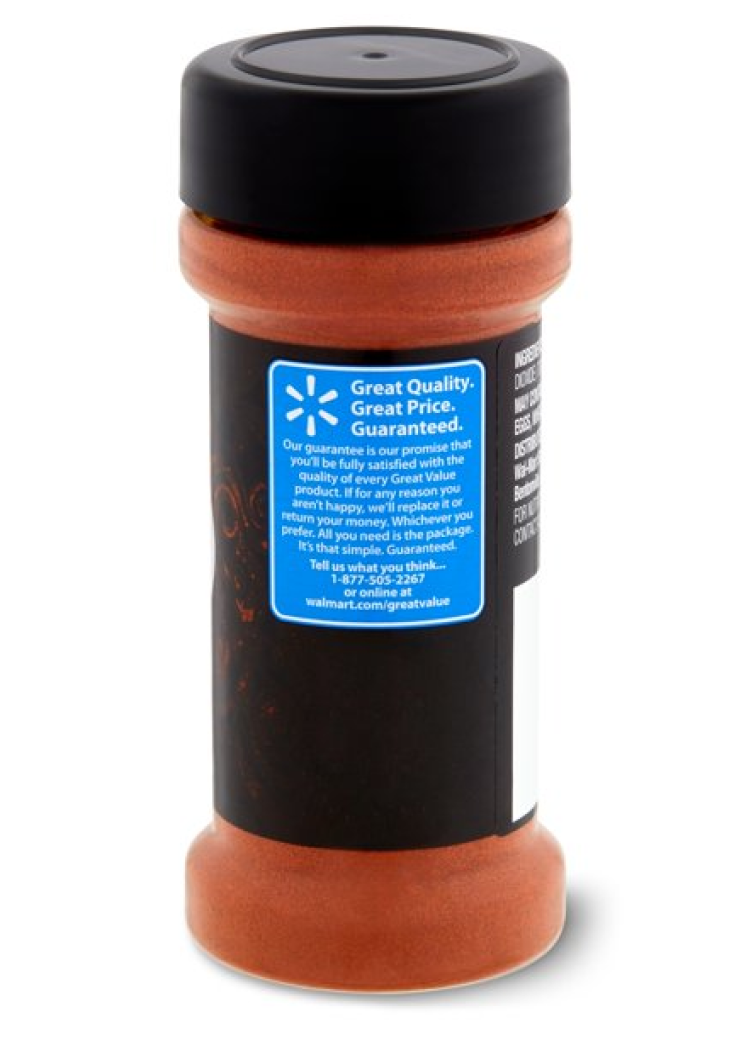 Great Quality.
Great Price.
Guaranteed.
Our guarantee is our promise that
you'll be fully satisfied with the
quality of every Great Value
product. If for any reason you
aren't happy, we'll replace it or
return your money. Whichever you
prefer. All you need is the package.
It's that simple. Guaranteed.
Tell us what you think...
1-877-505-2267
or online at
walmart.com/greatvalue
MAY
EGGS,
FOR